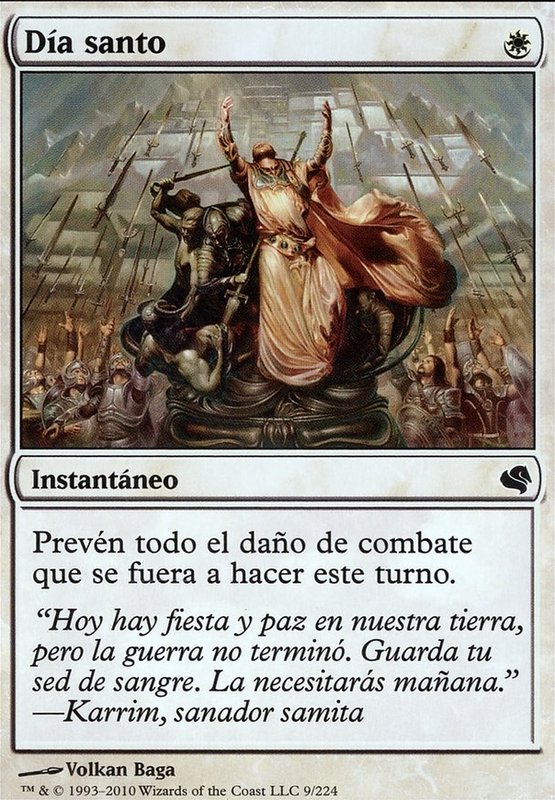 Día santo
Instantáneo
Prevén todo el daño de combate
que se fuera a hacer este turno.
“Hoy hay fiesta y paz en nuestra tierra,
pero la guerra no terminó. Guarda tu
sed de sangre. La necesitarás mañana.”
—Karrim, sanador samita
Volkan Baga
™ & © 1993–2010 Wizards of the Coast LLC 9/224